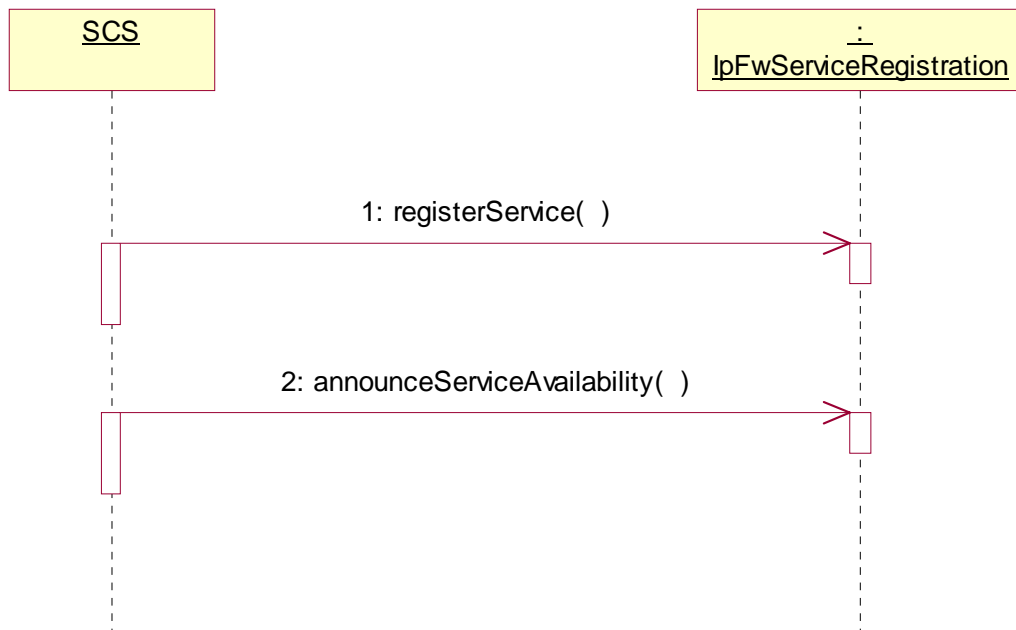 SCS
:
IpFwServiceRegistration
1: registerService( )
2: announceServiceAvailability( )